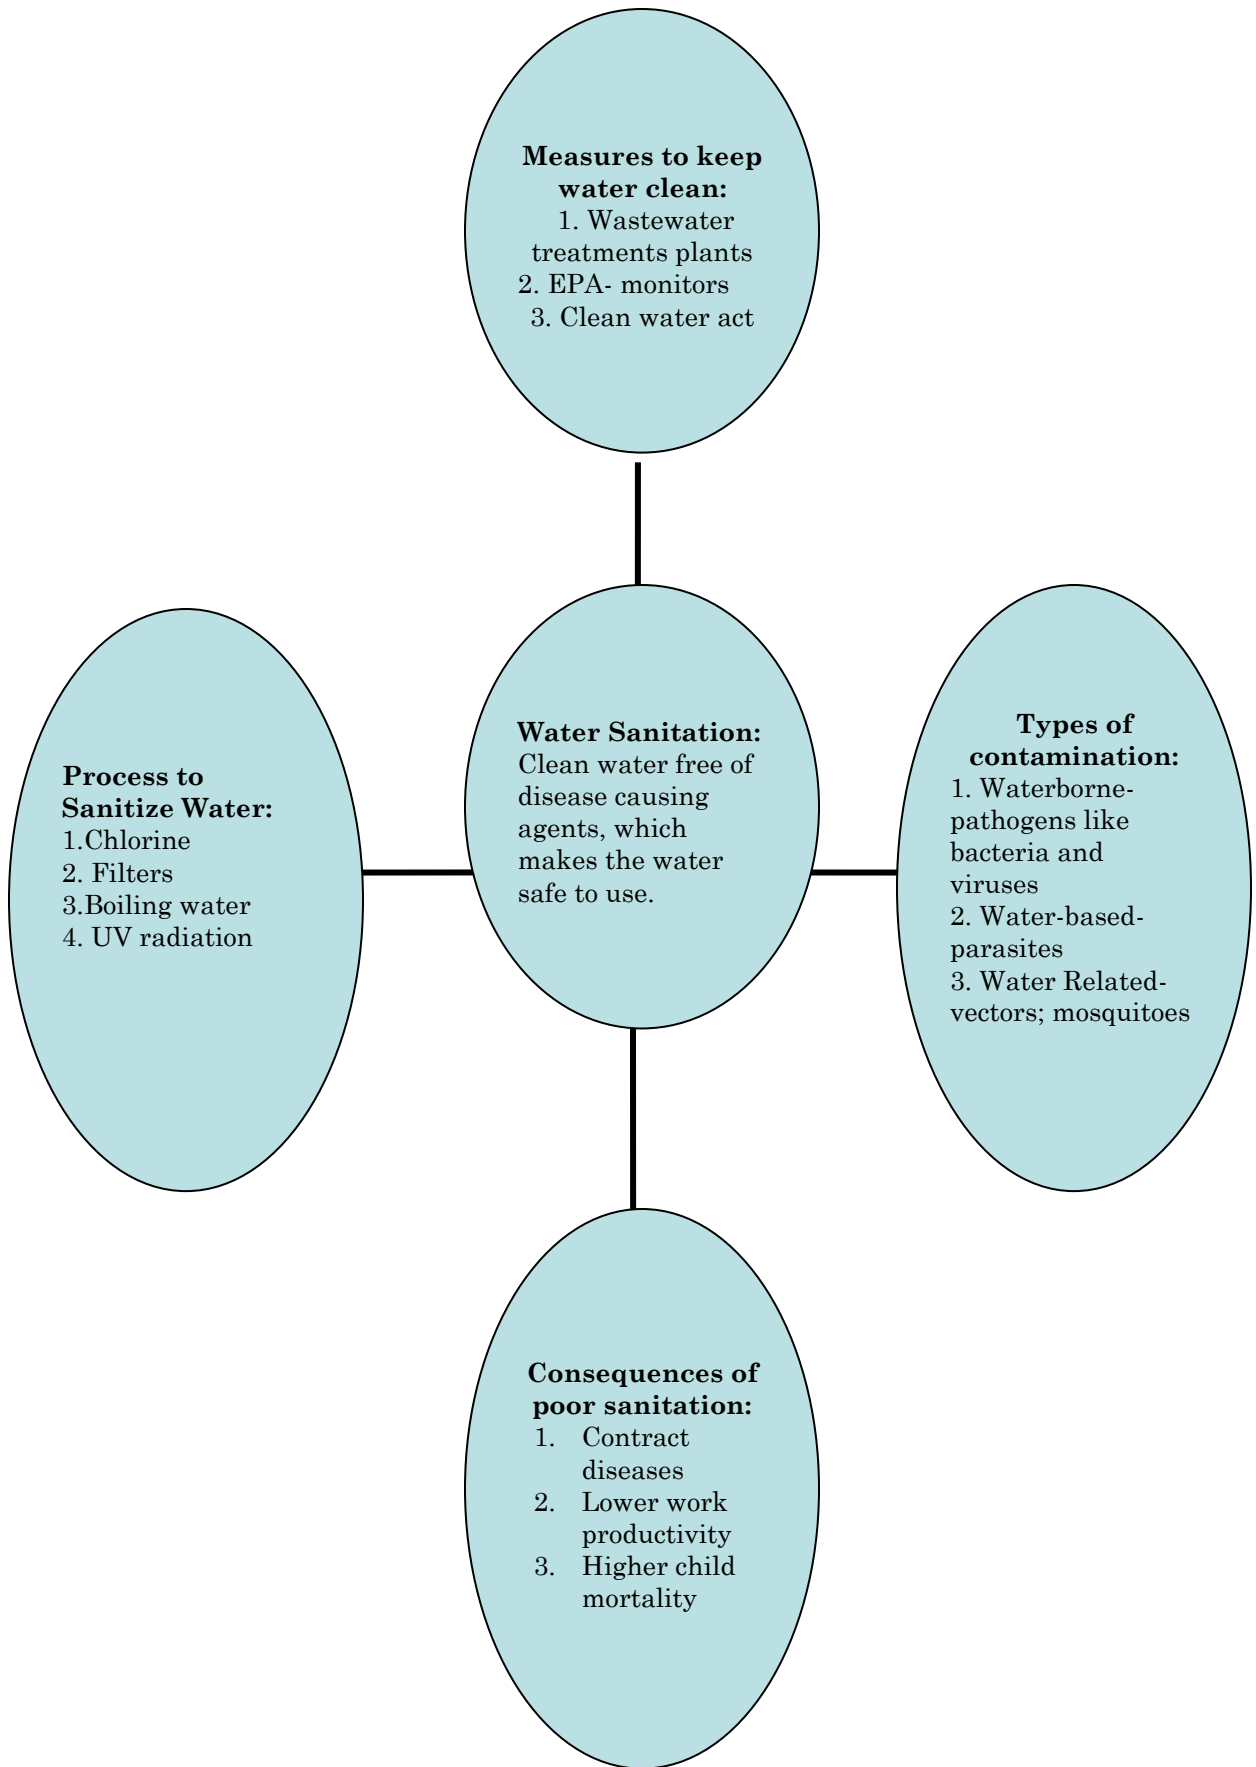 Measures to keep
water clean:
1. Wastewater
treatments plants
2. EPA- monitors
3. Clean water act
Process to
Sanitize Water:
1.Chlorine
2. Filters
3.Boiling water
4. UV radiation
Water Sanitation:
Clean water free of
disease causing
agents, which
makes the water
safe to use.
Types of
contamination:
1. Waterborne-
pathogens like
bacteria and
viruses
2. Water-based-
parasites
3. Water Related-
vectors; mosquitoes
Consequences of
poor sanitation:
1. Contract
diseases
2. Lower work
productivity
3. Higher child
mortality